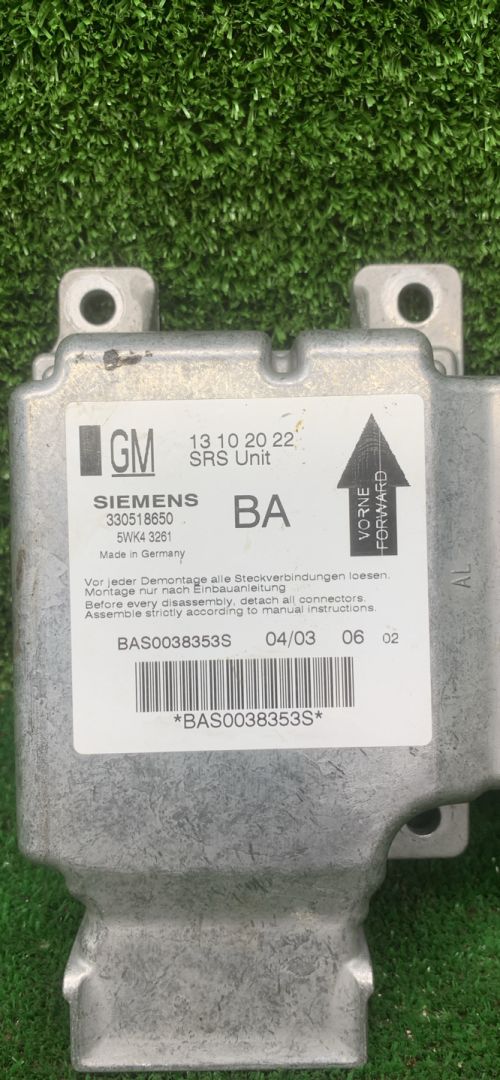 GM
13 10 20 22
SRS Unit
SIEMENS
330518650
5WK4 3261
Made in Germany
BA
VORNE
FORWARD
Vor jeder Demontage alle Steckverbindungen loesen.
Montage nur nach Einbauanleitung
Before every disassembly, detach all connectors.
Assemble strictly according to manual instructions.
BAS0038353S 04/03 06 02
*BAS0038353S*
AL